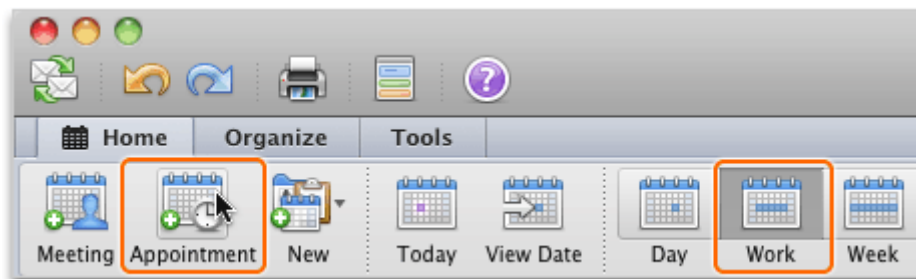 Home Organize Tools
Meeting Appointment New Today View Date Day Work Week